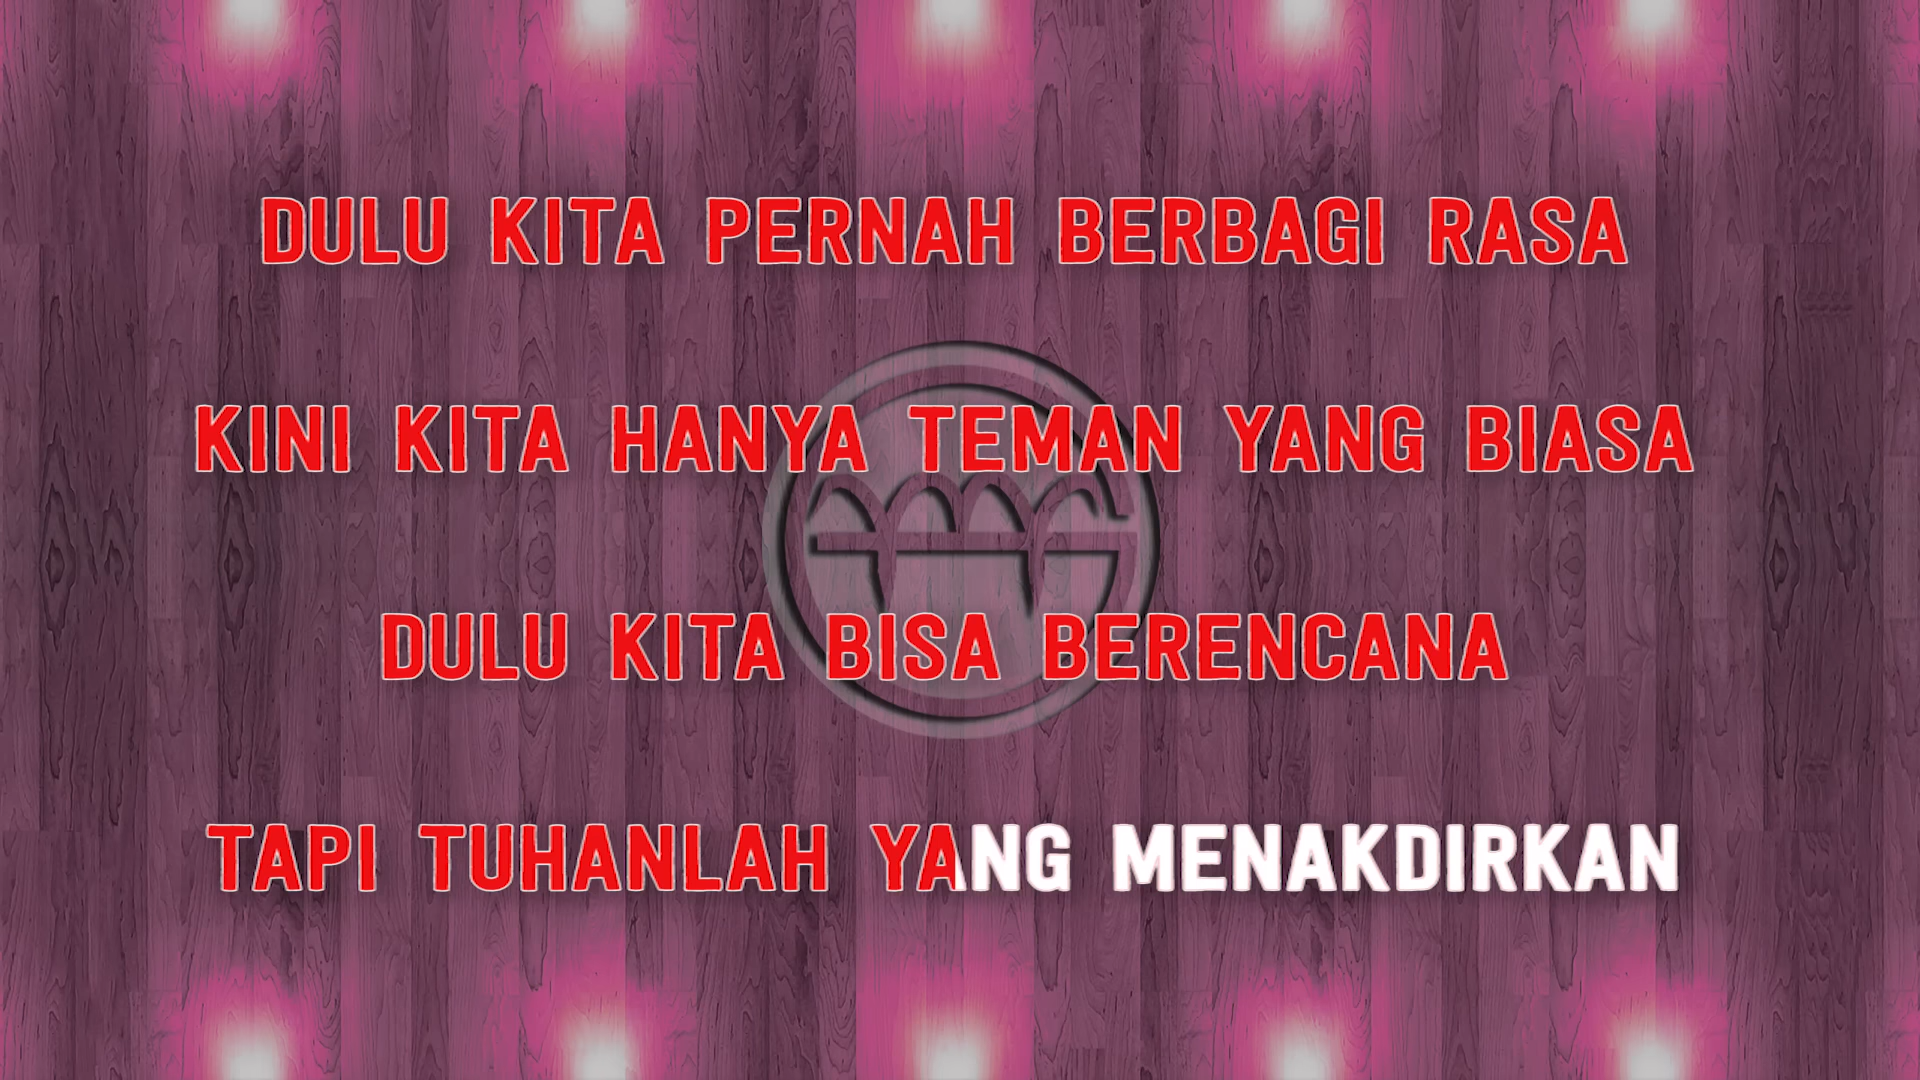 DULU KITA PERNAH BERBAGI RASA
KINI KITA HANYA TEMAN YANG BIASA
DULU KITA BISA BERENCANA
TAPI TUHANLAH YANG MENAKDIRKAN